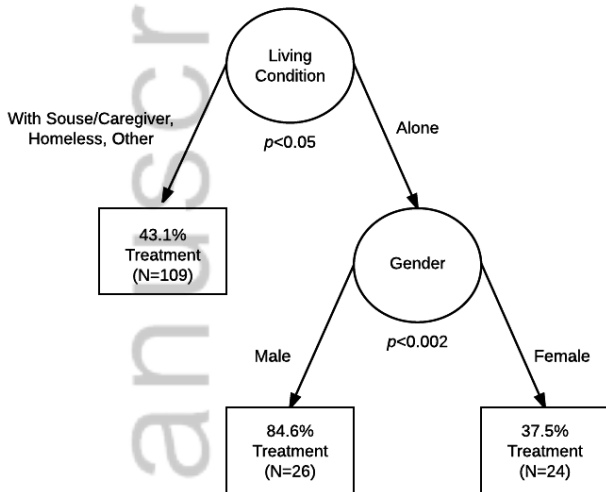 Living
Condition
With Souse/Caregiver,
Homeless, Other
p<0.05
Alone
43.1%
Treatment
(N=109)
Gender
Male
p<0.002
Female
84.6%
Treatment
(N=26)
37.5%
Treatment
(N=24)
anuscr